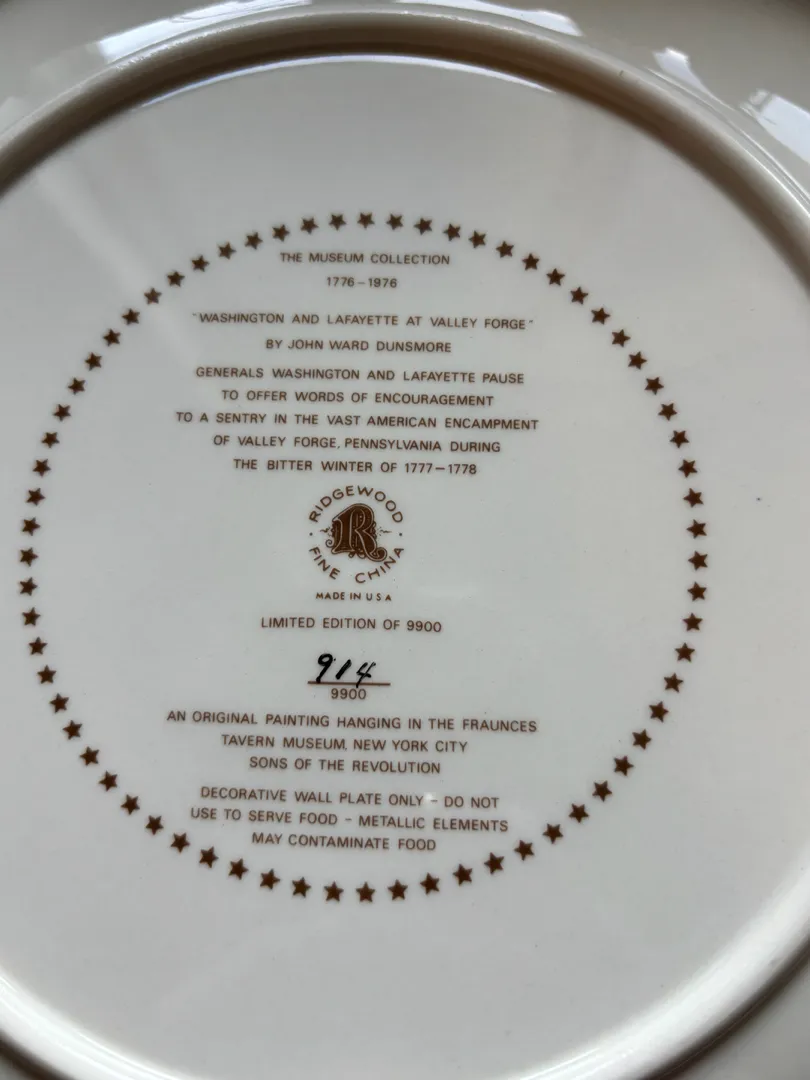 THE MUSEUM COLLECTION
1776-1976
"WASHINGTON AND LAFAYETTE AT VALLEY FORGE"
BY JOHN WARD DUNSMORE
GENERALS WASHINGTON AND LAFAYETTE PAUSE
TO OFFER WORDS OF ENCOURAGEMENT
TO A SENTRY IN THE VAST AMERICAN ENCAMPMENT
OF VALLEY FORGE, PENNSYLVANIA DURING
THE BITTER WINTER OF 1777-1778
RIDGEWOOD
R
FINE CHINA
MADE IN USA
LIMITED EDITION OF 9900
914
9900
AN ORIGINAL PAINTING HANGING IN THE FRAUNCES
TAVERN MUSEUM, NEW YORK CITY
SONS OF THE REVOLUTION
DECORATIVE WALL PLATE ONLY - DO NOT
USE TO SERVE FOOD - METALLIC ELEMENTS
MAY CONTAMINATE FOOD